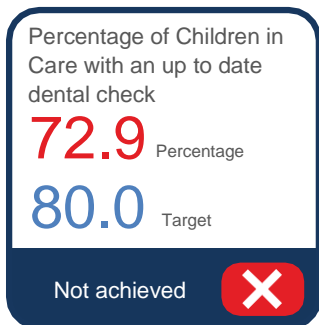 Percentage of Children in
Care with an up to date
dental check
72.9 Percentage
80.0 Target
Not achieved